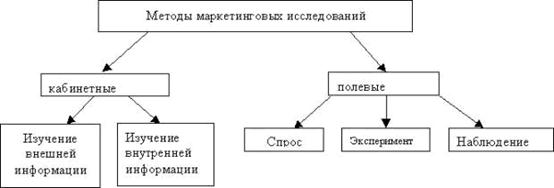 Методы маркетинговых исследований
кабинетные
полевые
Изучение
внешней
информации
Изучение
внутренней
информации
Спрос
Эксперимент
Наблюдение